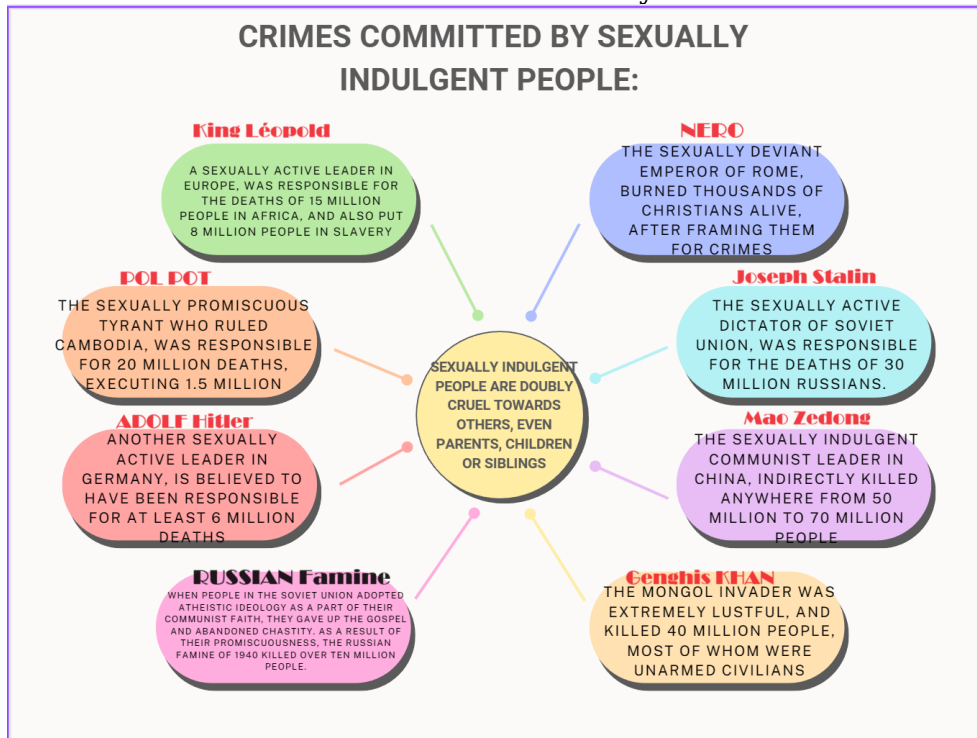 CRIMES COMMITTED BY SEXUALLY
INDULGENT PEOPLE:
King Léopold
A SEXUALLY ACTIVE LEADER IN
EUROPE, WAS RESPONSIBLE FOR
THE DEATHS OF 15 MILLION
PEOPLE IN AFRICA, AND ALSO PUT
8 MILLION PEOPLE IN SLAVERY
NERO
THE SEXUALLY DEVIANT
EMPEROR OF ROME,
BURNED THOUSANDS OF
CHRISTIANS ALIVE,
AFTER FRAMING THEM
FOR CRIMES
POL POT
THE SEXUALLY PROMISCUOUS
TYRANT WHO RULED
CAMBODIA, WAS RESPONSIBLE
FOR 20 MILLION DEATHS,
EXECUTING 1.5 MILLION
Joseph Stalin
THE SEXUALLY ACTIVE
DICTATOR OF SOVIET
UNION, WAS RESPONSIBLE
FOR THE DEATHS OF 30
MILLION RUSSIANS.
SEXUALLY INDULGENT
PEOPLE ARE DOUBLY
CRUEL TOWARDS
OTHERS, EVEN
PARENTS, CHILDREN
OR SIBLINGS
ADOLF Hitler
ANOTHER SEXUALLY
ACTIVE LEADER IN
GERMANY, IS BELIEVED TO
HAVE BEEN RESPONSIBLE
FOR AT LEAST 6 MILLION
DEATHS
Mao Zedong
THE SEXUALLY INDULGENT
COMMUNIST LEADER IN
CHINA, INDIRECTLY KILLED
ANYWHERE FROM 50
MILLION TO 70 MILLION
PEOPLE
RUSSIAN Famine
WHEN PEOPLE IN THE SOVIET UNION ADOPTED
ATHEISTIC IDEOLOGY AS A PART OF THEIR
COMMUNIST FAITH, THEY GAVE UP THE GOSPEL
AND ABANDONED CHASTITY. AS A RESULT OF
THEIR PROMISCUOUSNESS, THE RUSSIAN
FAMINE OF 1940 KILLED OVER TEN MILLION
PEOPLE.
Genghis KHAN
THE MONGOL INVADER WAS
EXTREMELY LUSTFUL, AND
KILLED 40 MILLION PEOPLE,
MOST OF WHOM WERE
UNARMED CIVILIANS